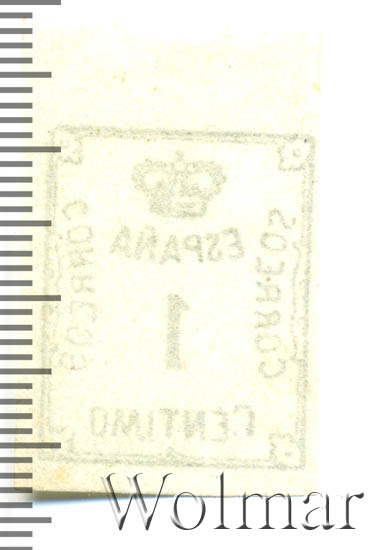 ESPAÑA
CORREOS
1
CORREOS
CENTIMO
Wolmar